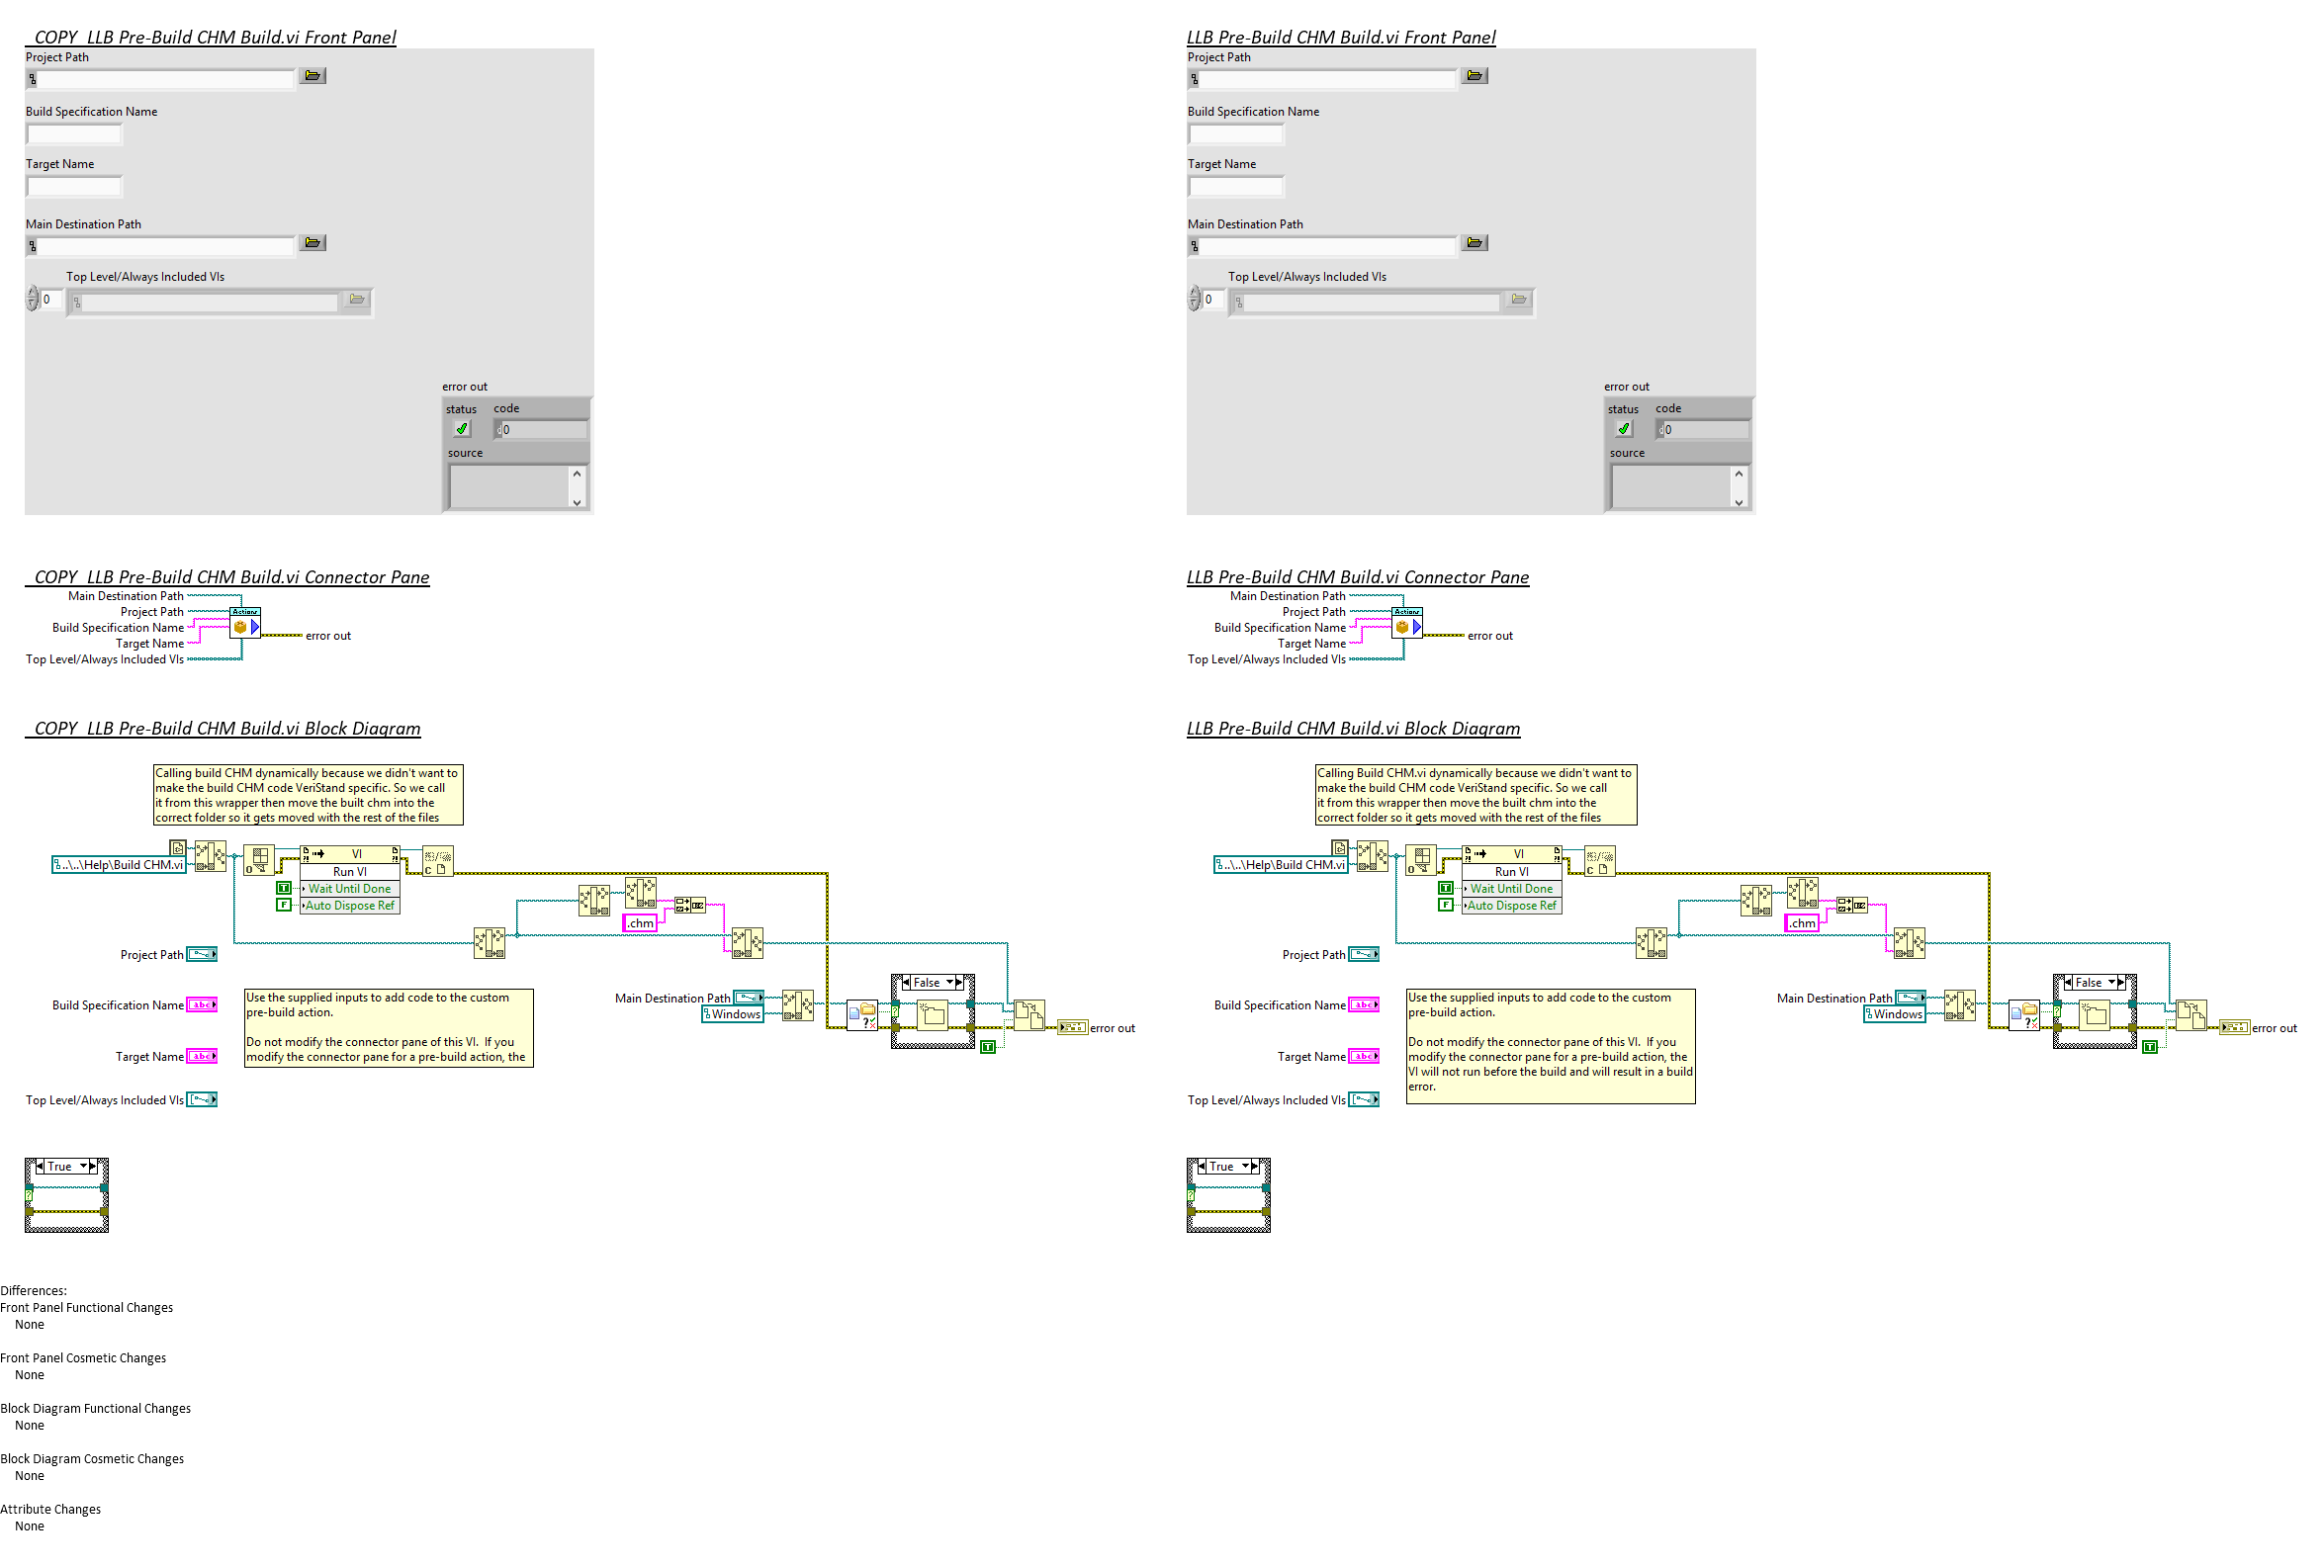 _COPY_LLB Pre-Build CHM Build.vi Front Panel
Project Path
Build Specification Name
Target Name
Main Destination Path
Top Level/Always Included VIs
0
error out
status code
0
source
_COPY_LLB Pre-Build CHM Build.vi Connector Pane
Main Destination Path
Project Path
Actions
Build Specification Name
error out
Target Name
Top Level/Always Included VIs
_COPY_LLB Pre-Build CHM Build.vi Block Diagram
Calling build CHM dynamically because we didn't want to
make the build CHM code VeriStand specific. So we call
it from this wrapper then move the built chm into the
correct folder so it gets moved with the rest of the files
..\..\Help\Build CHM.vi
VI
Run VI
T
Wait Until Done
F
Auto Dispose Ref
.chm
Project Path
False
Main Destination Path
Windows
Build Specification Name
abc
Use the supplied inputs to add code to the custom
pre-build action.
Do not modify the connector pane of this VI.  If you
modify the connector pane for a pre-build action, the
error out
T
Target Name
abc
Top Level/Always Included VIs
True
LLB Pre-Build CHM Build.vi Front Panel
Project Path
Build Specification Name
Target Name
Main Destination Path
Top Level/Always Included VIs
0
error out
status code
0
source
LLB Pre-Build CHM Build.vi Connector Pane
Main Destination Path
Project Path
Actions
Build Specification Name
error out
Target Name
Top Level/Always Included VIs
LLB Pre-Build CHM Build.vi Block Diagram
Calling Build CHM.vi dynamically because we didn't want to
make the build CHM code VeriStand specific. So we call
it from this wrapper then move the built chm into the
correct folder so it gets moved with the rest of the files
..\..\Help\Build CHM.vi
VI
Run VI
T
Wait Until Done
F
Auto Dispose Ref
.chm
Project Path
False
Main Destination Path
Windows
Build Specification Name
abc
Use the supplied inputs to add code to the custom
pre-build action.
Do not modify the connector pane of this VI.  If you
modify the connector pane for a pre-build action, the
VI will not run before the build and will result in a build
error.
error out
T
Target Name
abc
Top Level/Always Included VIs
True
Differences:
Front Panel Functional Changes
None
Front Panel Cosmetic Changes
None
Block Diagram Functional Changes
None
Block Diagram Cosmetic Changes
None
Attribute Changes
None